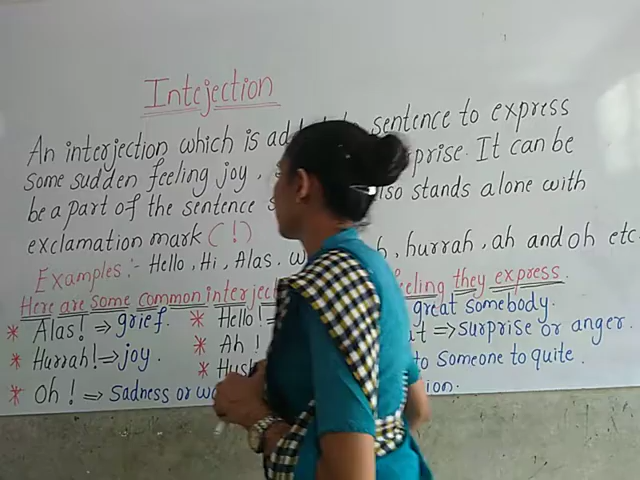 Intejection
An interjection which is ad sentence to express
some sudden feeling joy, prise. It can be
be a part of the sentence stands alone with
exclamation mark (!)
Examples :- Hello, Hi, Alas. hurrah, ah and oh etc
Here are some common interjec eeling they express.
* Alas! ⇒ grief. * Hello! ⇒ great somebody.
* Hurrah! ⇒ joy. * Ah! ⇒ surprise or anger.
* Hush to someone to quite.
* Oh! ⇒ Sadness or ion.